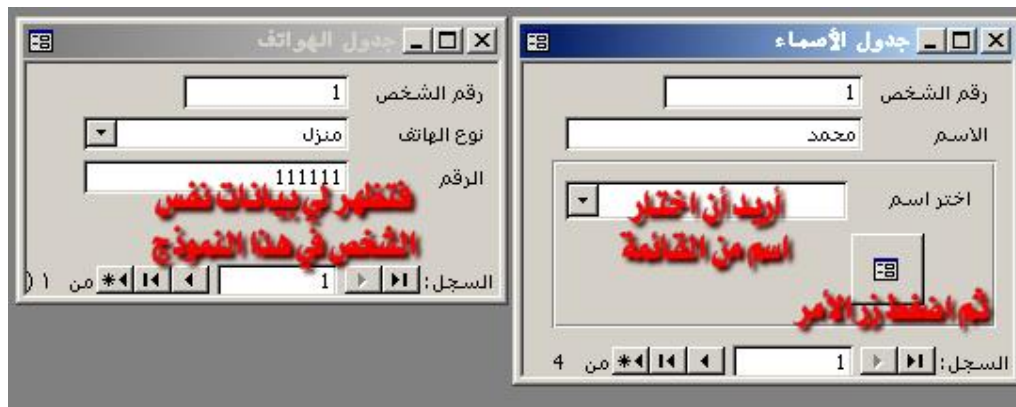 جدول الأسماء
رقم الشخص 1
الاسم محمد
اختر اسم
أريد أن اختار
اسم من القائمة
ثم اضغط زر الأمر
السجل: 1 من 4
جدول الهواتف
رقم الشخص 1
نوع الهاتف منزل
الرقم 111111
فتظهر لي بيانات نفس
الشخص في هذا النموذج
السجل: 1 من ١ (